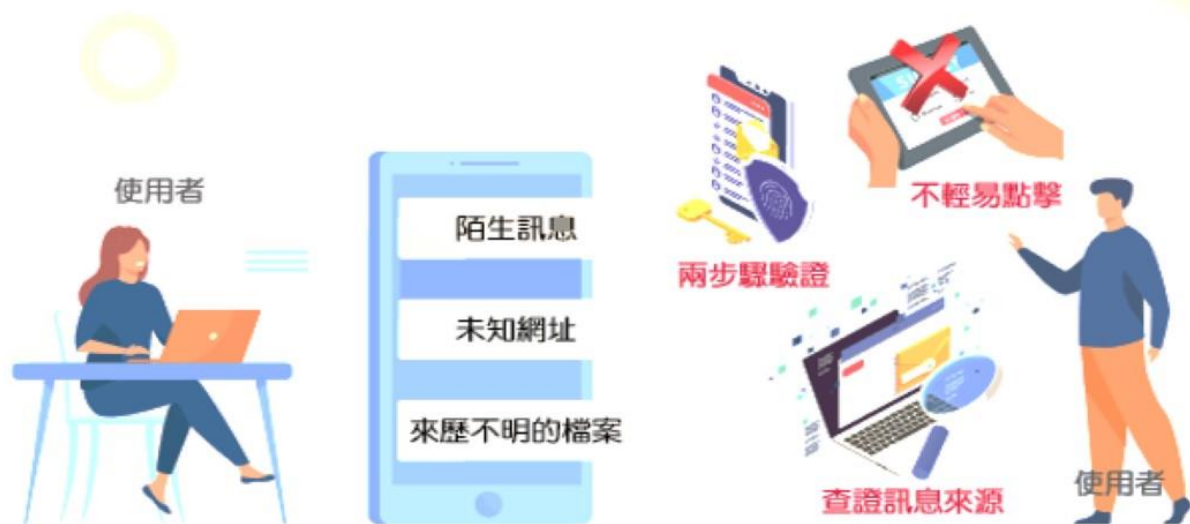 使用者
陌生訊息
未知網址
來歷不明的檔案
兩步驟驗證
不輕易點擊
查證訊息來源
使用者